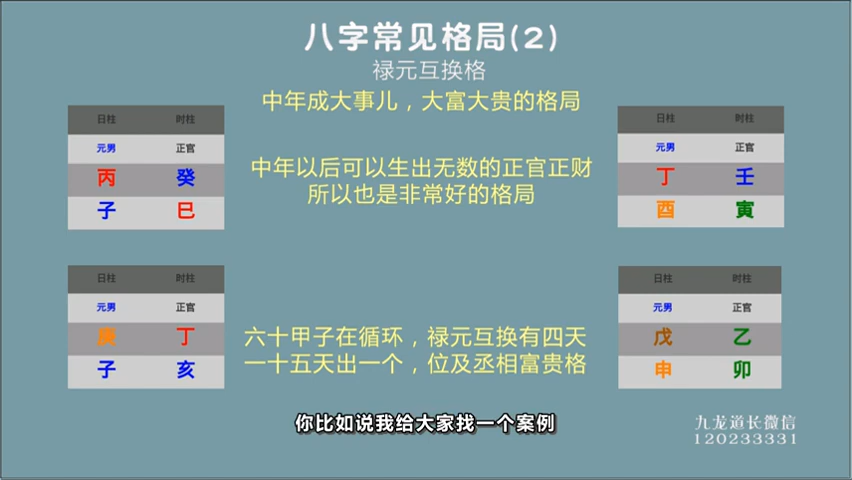 八字常见格局(2)
禄元互换格
中年成大事儿，大富大贵的格局
日柱 时柱
元男 正官
丙 癸
子 巳
中年以后可以生出无数的正官正财
所以也是非常好的格局
日柱 时柱
元男 正官
丁 壬
酉 寅
日柱 时柱
元男 正官
庚 丁
子 亥
六十甲子在循环，禄元互换有四天
一十五天出一个，位及丞相富贵格
日柱 时柱
元男 正官
戊 乙
申 卯
你比如说我给大家找一个案例
九龙道长微信
120233331